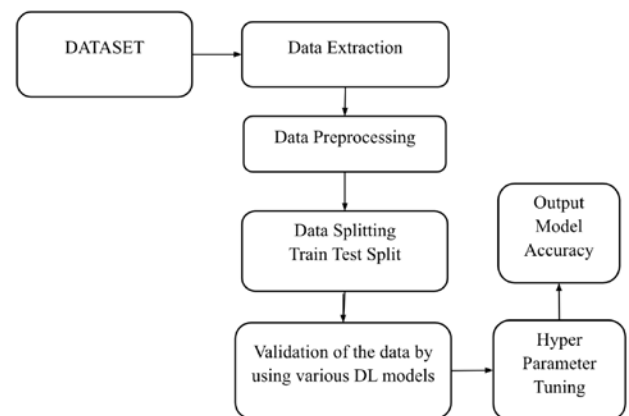 DATASET
Data Extraction
Data Preprocessing
Data Splitting
Train Test Split
Validation of the data by
using various DL models
Hyper
Parameter
Tuning
Output
Model
Accuracy